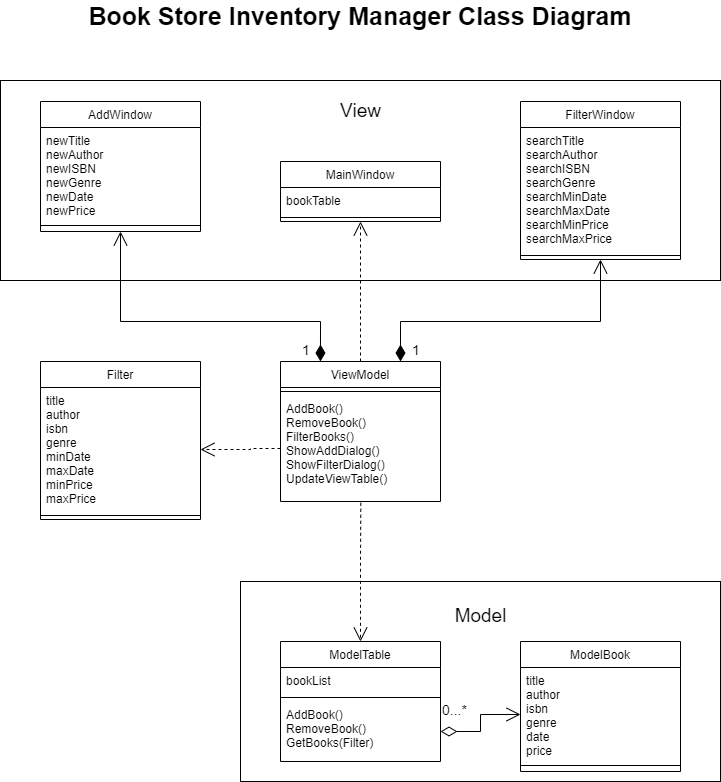 Book Store Inventory Manager Class Diagram
View
AddWindow
newTitle
newAuthor
newISBN
newGenre
newDate
newPrice
MainWindow
bookTable
FilterWindow
searchTitle
searchAuthor
searchISBN
searchGenre
searchMinDate
searchMaxDate
searchMinPrice
searchMaxPrice
1
1
Filter
title
author
isbn
genre
minDate
maxDate
minPrice
maxPrice
ViewModel
AddBook()
RemoveBook()
FilterBooks()
ShowAddDialog()
ShowFilterDialog()
UpdateViewTable()
Model
ModelTable
bookList
AddBook()
RemoveBook()
GetBooks(Filter)
0...*
ModelBook
title
author
isbn
genre
date
price